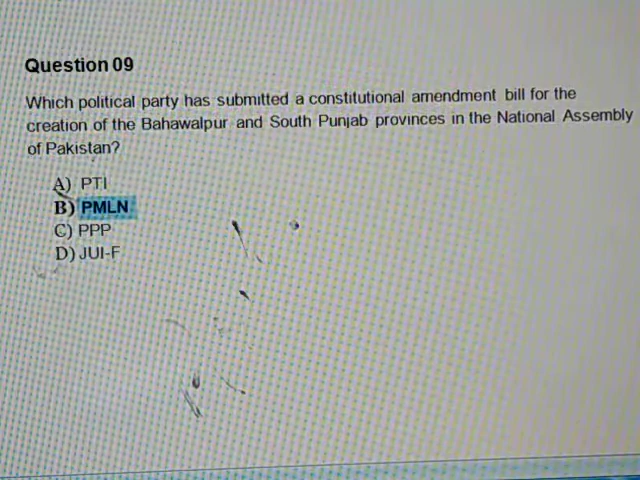 Question 09
Which political party has submitted a constitutional amendment bill for the
creation of the Bahawalpur and South Punjab provinces in the National Assembly
of Pakistan?
A) PTI
B) PMLN
C) PPP
D) JUI-F